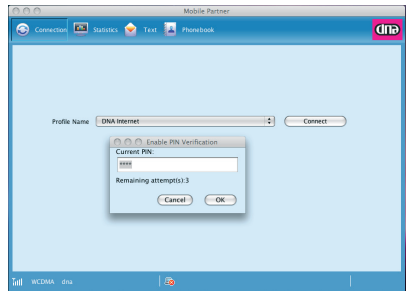 Mobile Partner
Connection Statistics Text Phonebook
dna
Profile Name DNA Internet Connect
Enable PIN Verification
Current PIN:
****
Remaining attempt(s):3
Cancel OK
WCDMA dna